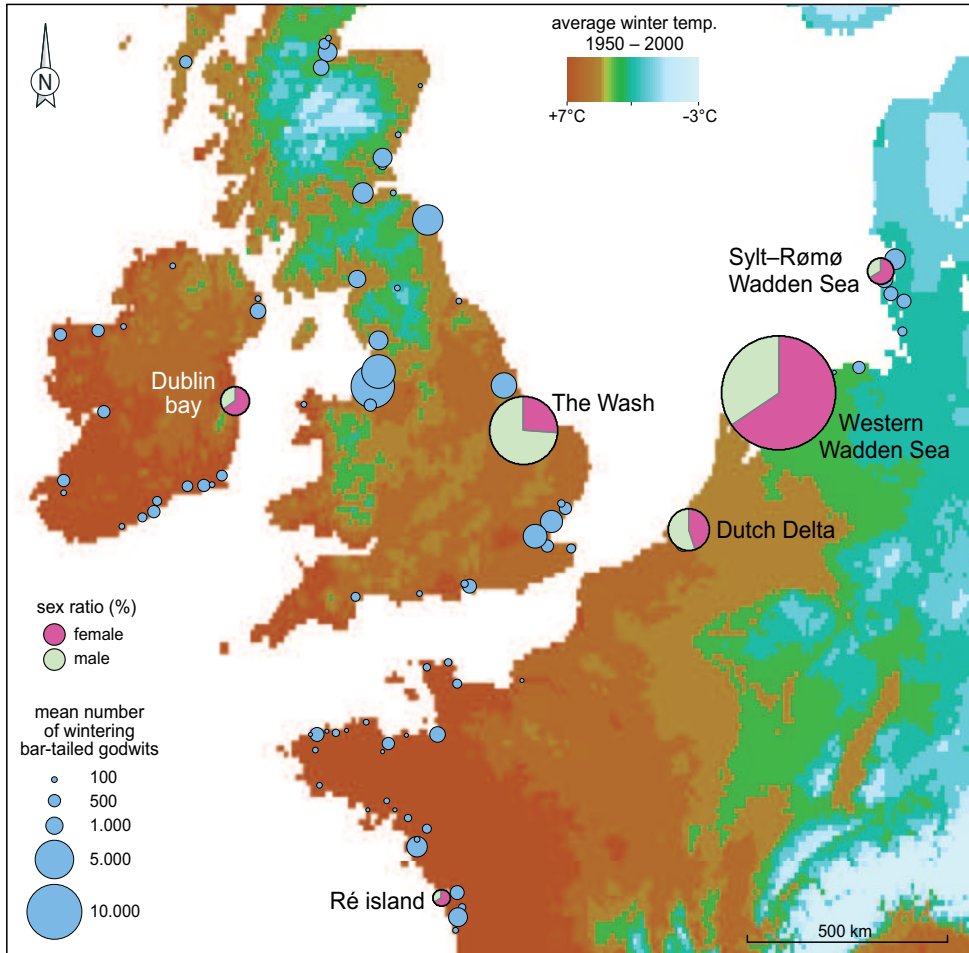 average winter temp.
1950 – 2000
+7°C
-3°C
N
Sylt–Rømø
Wadden Sea
Dublin
bay
The Wash
Western
Wadden Sea
Dutch Delta
sex ratio (%)
female
male
mean number
of wintering
bar-tailed godwits
100
500
1.000
5.000
10.000
Ré island
500 km